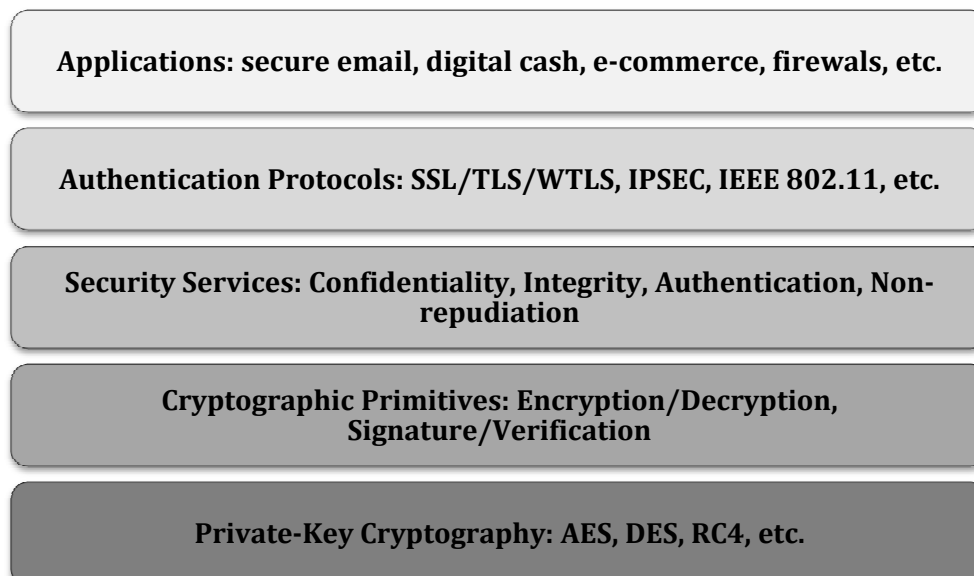 Applications: secure email, digital cash, e-commerce, firewals, etc.
Authentication Protocols: SSL/TLS/WTLS, IPSEC, IEEE 802.11, etc.
Security Services: Confidentiality, Integrity, Authentication, Non-
repudiation
Cryptographic Primitives: Encryption/Decryption,
Signature/Verification
Private-Key Cryptography: AES, DES, RC4, etc.